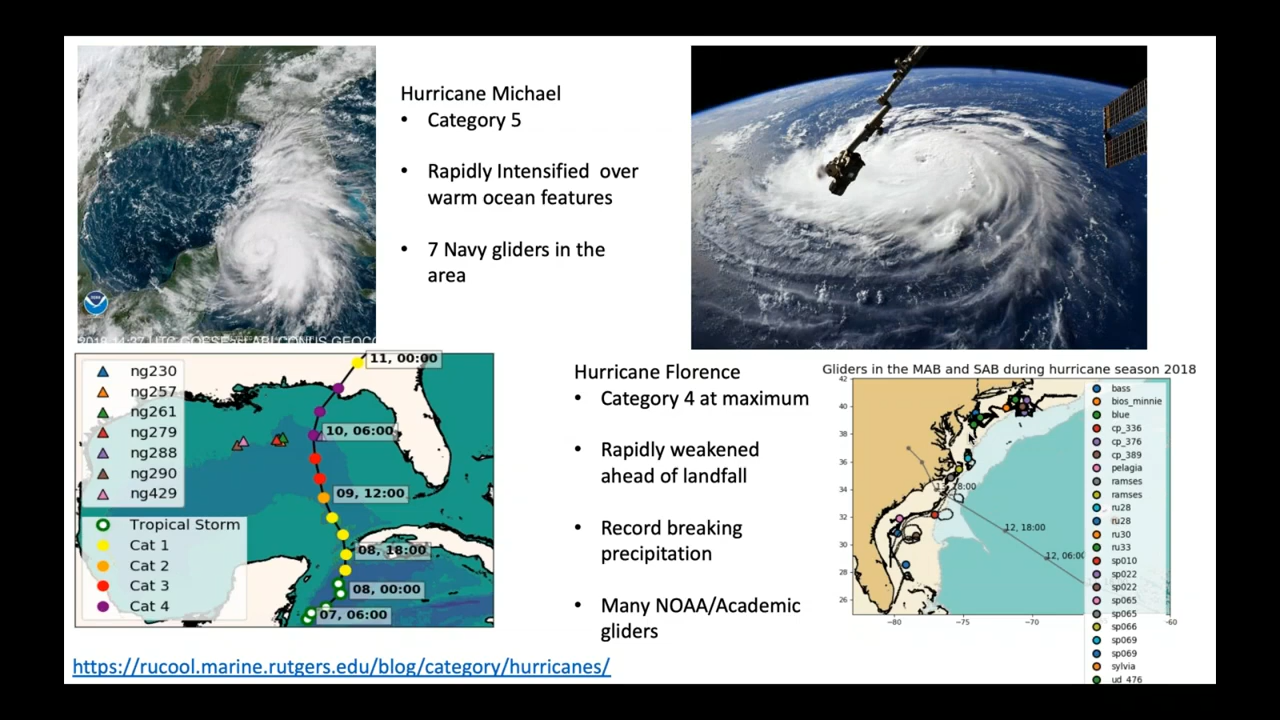 Hurricane Michael
• Category 5
• Rapidly Intensified over
warm ocean features
• 7 Navy gliders in the
area
11, 00:00
10, 06:00
09, 12:00
08, 18:00
08, 00:00
07, 06:00
ng230
ng257
ng261
ng279
ng288
ng290
ng429
Tropical Storm
Cat 1
Cat 2
Cat 3
Cat 4
Hurricane Florence
• Category 4 at maximum
• Rapidly weakened
ahead of landfall
• Record breaking
precipitation
• Many NOAA/Academic
gliders
Gliders in the MAB and SAB during hurricane season 2018
42
40
38
36
34
32
30
28
26
−80
−75
−70
−60
13, 18:00
12, 18:00
12, 06:00
bass
bios_minnie
blue
cp_336
cp_376
cp_389
pelagia
ramses
ramses
ru28
ru28
ru30
ru33
sp010
sp022
sp022
sp065
sp065
sp066
sp069
sp069
sylvia
ud_476
https://rucool.marine.rutgers.edu/blog/category/hurricanes/